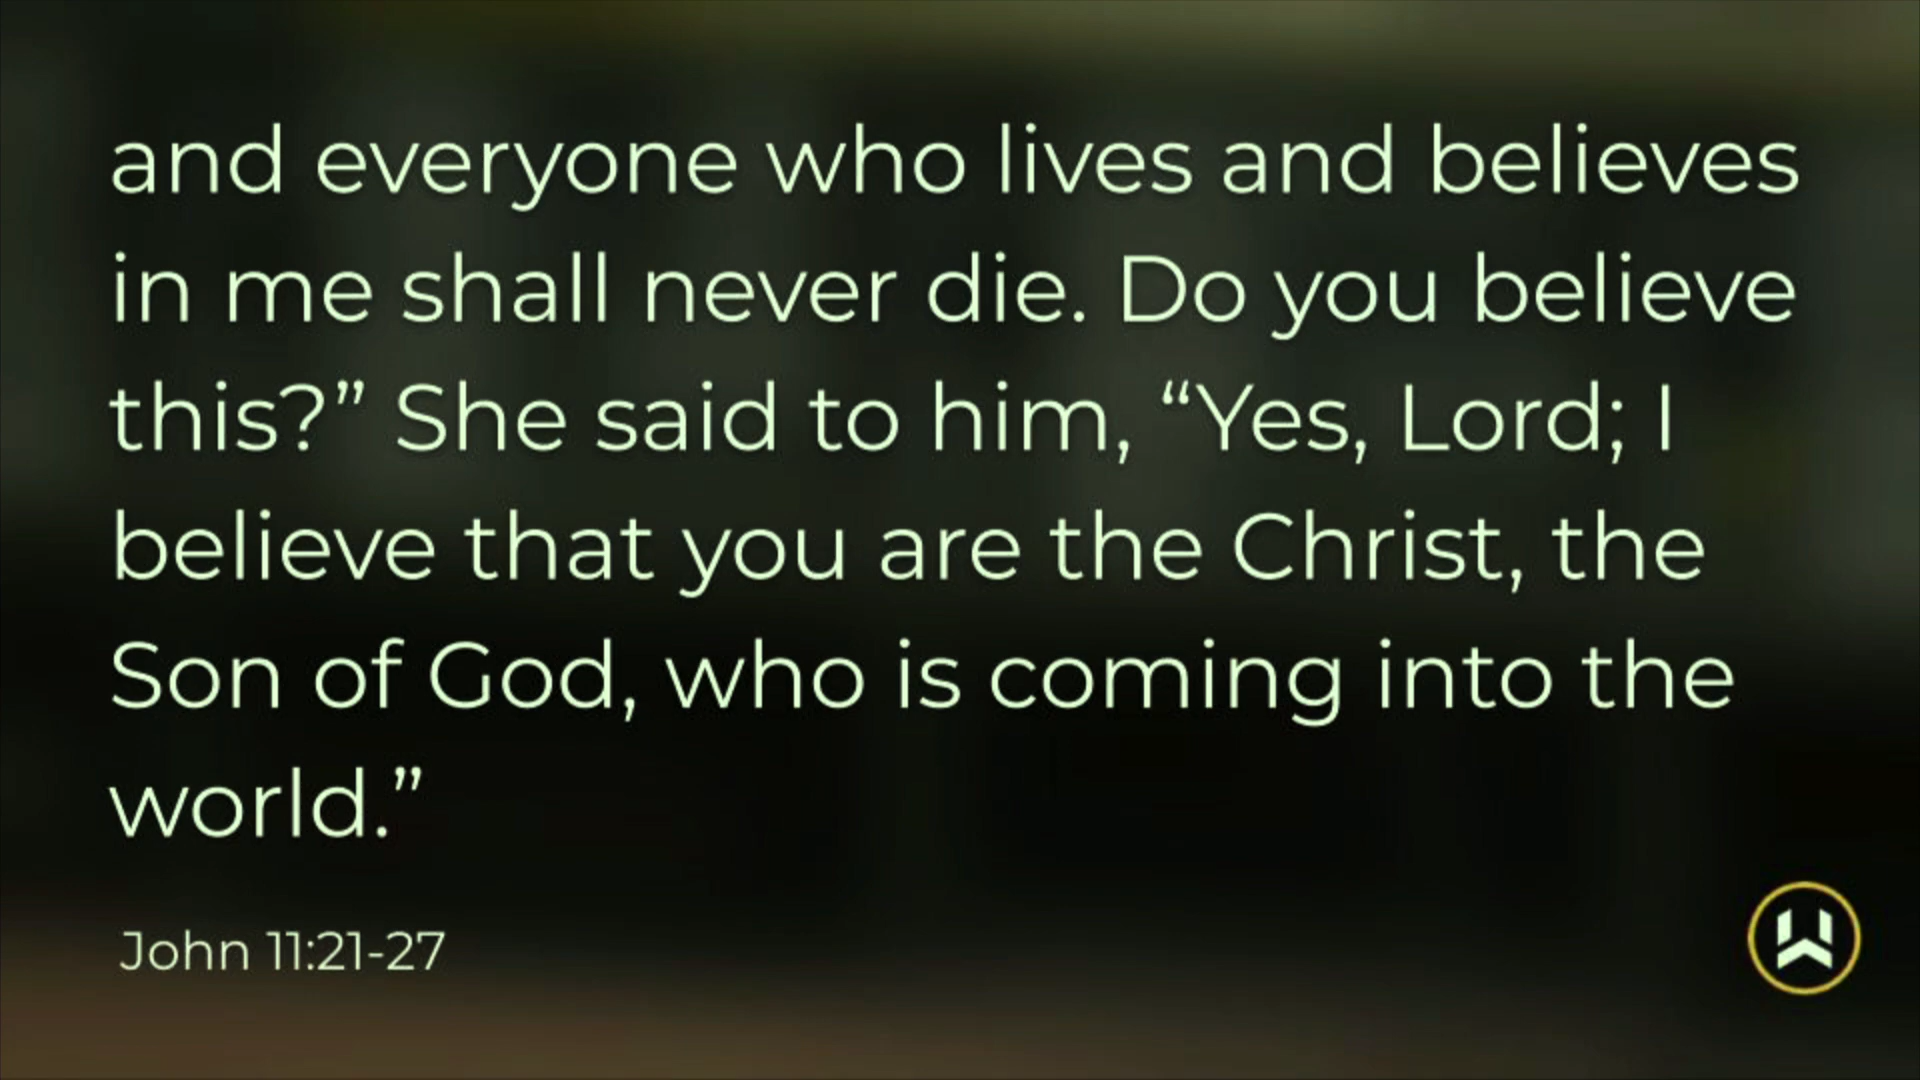 and everyone who lives and believes
in me shall never die. Do you believe
this?” She said to him, “Yes, Lord; I
believe that you are the Christ, the
Son of God, who is coming into the
world.”
John 11:21-27